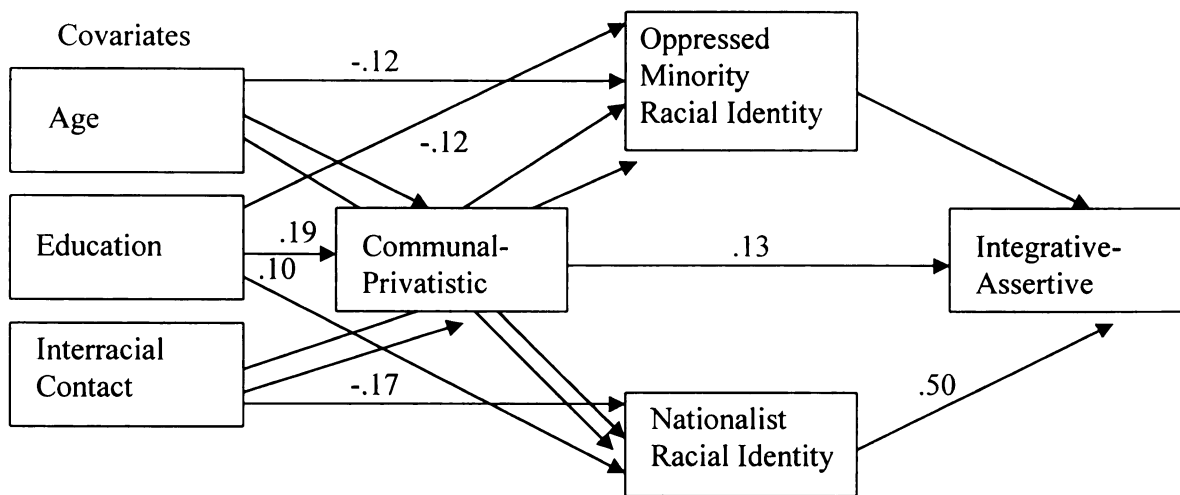 Covariates
Age
Education
Interracial
Contact
-.12
-.12
.19
.10
-.17
Communal-
Privatistic
Oppressed
Minority
Racial Identity
.13
Nationalist
Racial Identity
.50
Integrative-
Assertive